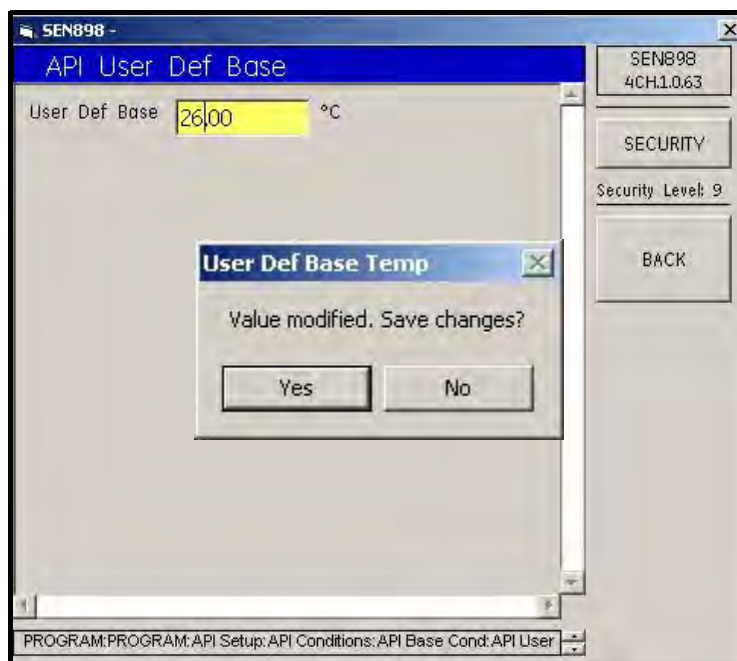 SEN898 -
API User Def Base
User Def Base 26,00 °C
User Def Base Temp
Value modified. Save changes?
Yes No
SEN898
4CH.1.0.63
SECURITY
Security Level: 9
BACK
PROGRAM:PROGRAM:API Setup:API Conditions:API Base Cond:API User